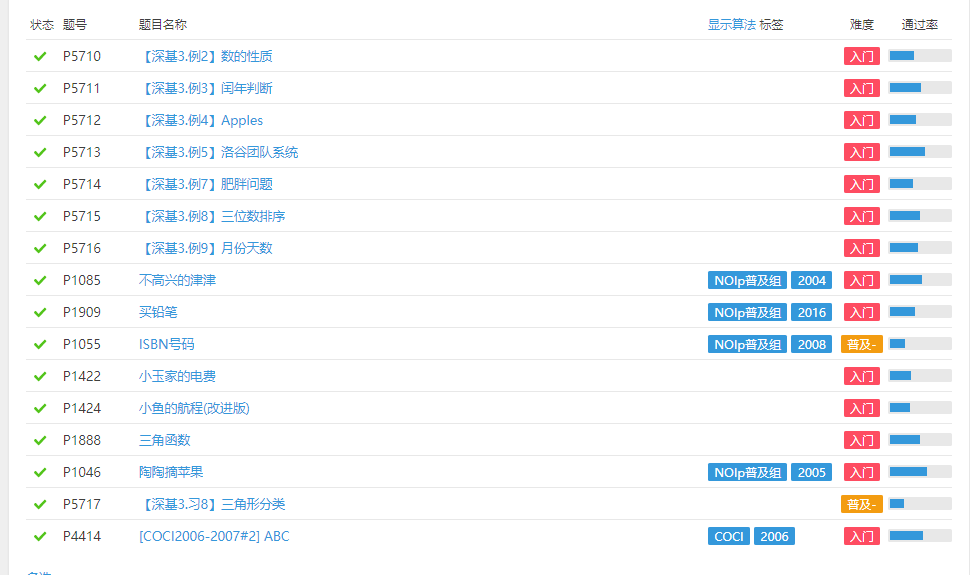 状态 题号 题目名称 显示算法 标签 难度 通过率
P5710 【深基3.例2】数的性质 入门
P5711 【深基3.例3】闰年判断 入门
P5712 【深基3.例4】Apples 入门
P5713 【深基3.例5】洛谷团队系统 入门
P5714 【深基3.例7】肥胖问题 入门
P5715 【深基3.例8】三位数排序 入门
P5716 【深基3.例9】月份天数 入门
P1085 不高兴的津津 NOIp普及组 2004 入门
P1909 买铅笔 NOIp普及组 2016 入门
P1055 ISBN号码 NOIp普及组 2008 普及-
P1422 小玉家的电费 入门
P1424 小鱼的航程(改进版) 入门
P1888 三角函数 入门
P1046 陶陶摘苹果 NOIp普及组 2005 入门
P5717 【深基3.习8】三角形分类 普及-
P4414 [COCI2006-2007#2] ABC COCI 2006 入门